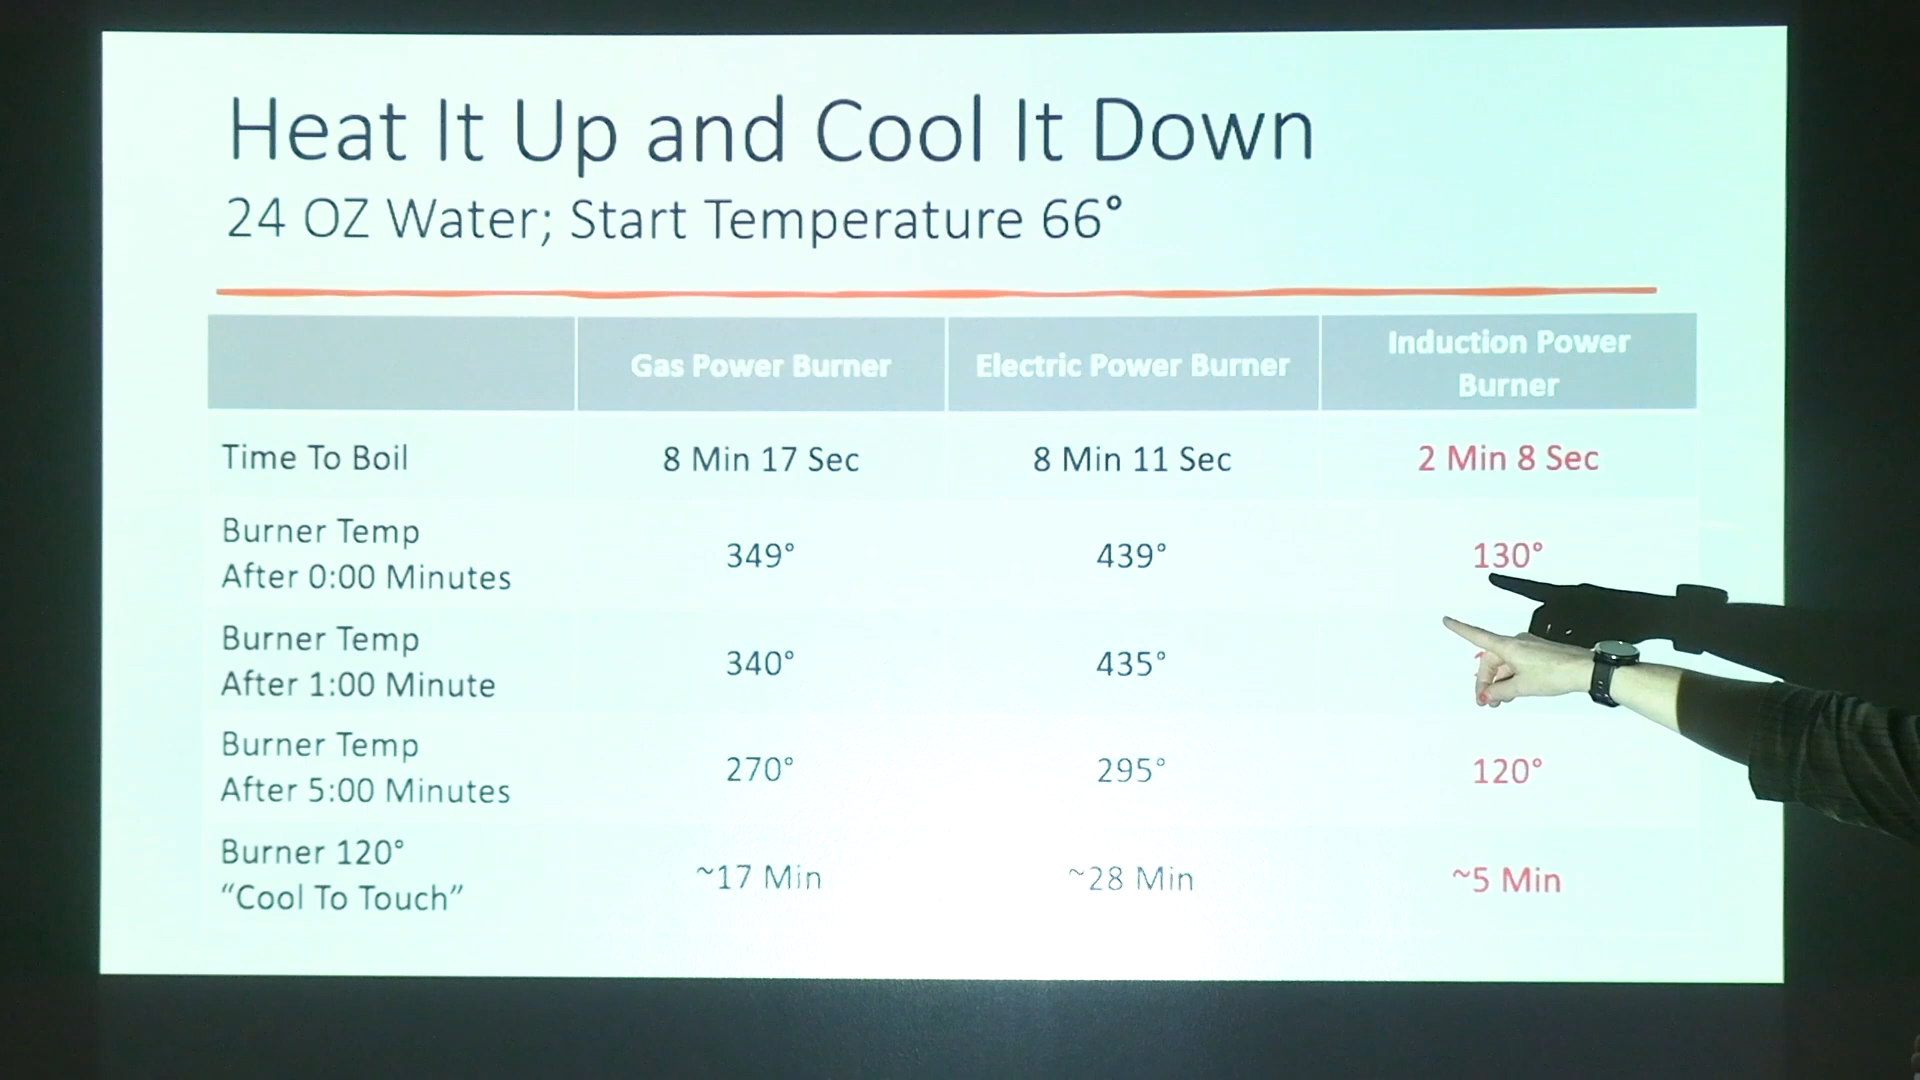 Heat It Up and Cool It Down
24 OZ Water; Start Temperature 66°
Gas Power Burner
Electric Power Burner
Induction Power
Burner
Time To Boil
8 Min 17 Sec
8 Min 11 Sec
2 Min 8 Sec
Burner Temp
After 0:00 Minutes
349°
439°
130°
Burner Temp
After 1:00 Minute
340°
435°
Burner Temp
After 5:00 Minutes
270°
295°
120°
Burner 120°
“Cool To Touch”
~17 Min
~28 Min
~5 Min